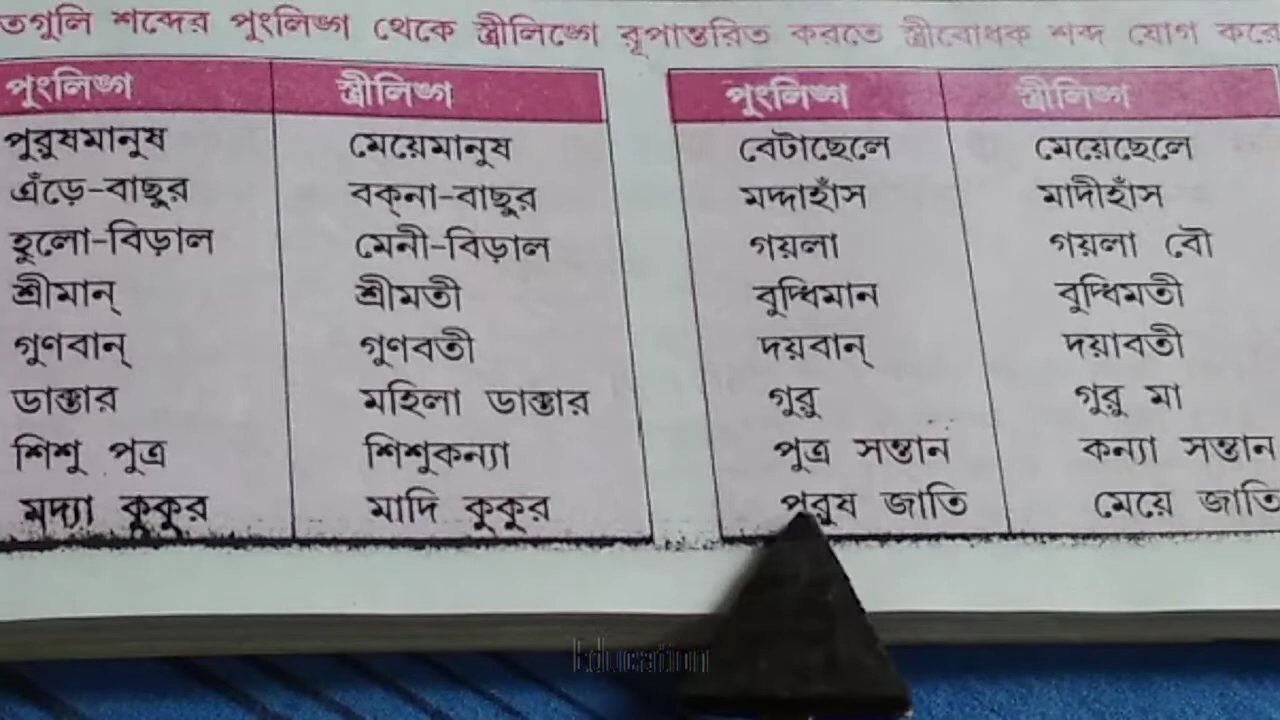 তগুলি শব্দের পুংলিঙ্গ থেকে স্ত্রীলিঙ্গে রূপান্তরিত করতে স্ত্রীবোধক শব্দ যোগ করে
পুংলিঙ্গ স্ত্রীলিঙ্গ পুংলিঙ্গ স্ত্রীলিঙ্গ
পুরুষমানুষ মেয়েমানুষ বেটাছেলে মেয়েছেলে
এঁড়ে-বাছুর বক্‌না-বাছুর মদ্দাহাঁস মাদীহাঁস
হুলো-বিড়াল মেনী-বিড়াল গয়লা গয়লা বৌ
শ্রীমান্ শ্রীমতী বুদ্ধিমান বুদ্ধিমতী
গুণবান্ গুণবতী দয়বান্ দয়াবতী
ডাক্তার মহিলা ডাক্তার গুরু গুরু মা
শিশু পুত্র শিশুকন্যা পুত্র সন্তান কন্যা সন্তান
মদ্যা কুকুর মাদি কুকুর পুরুষ জাতি মেয়ে জাতি
Education